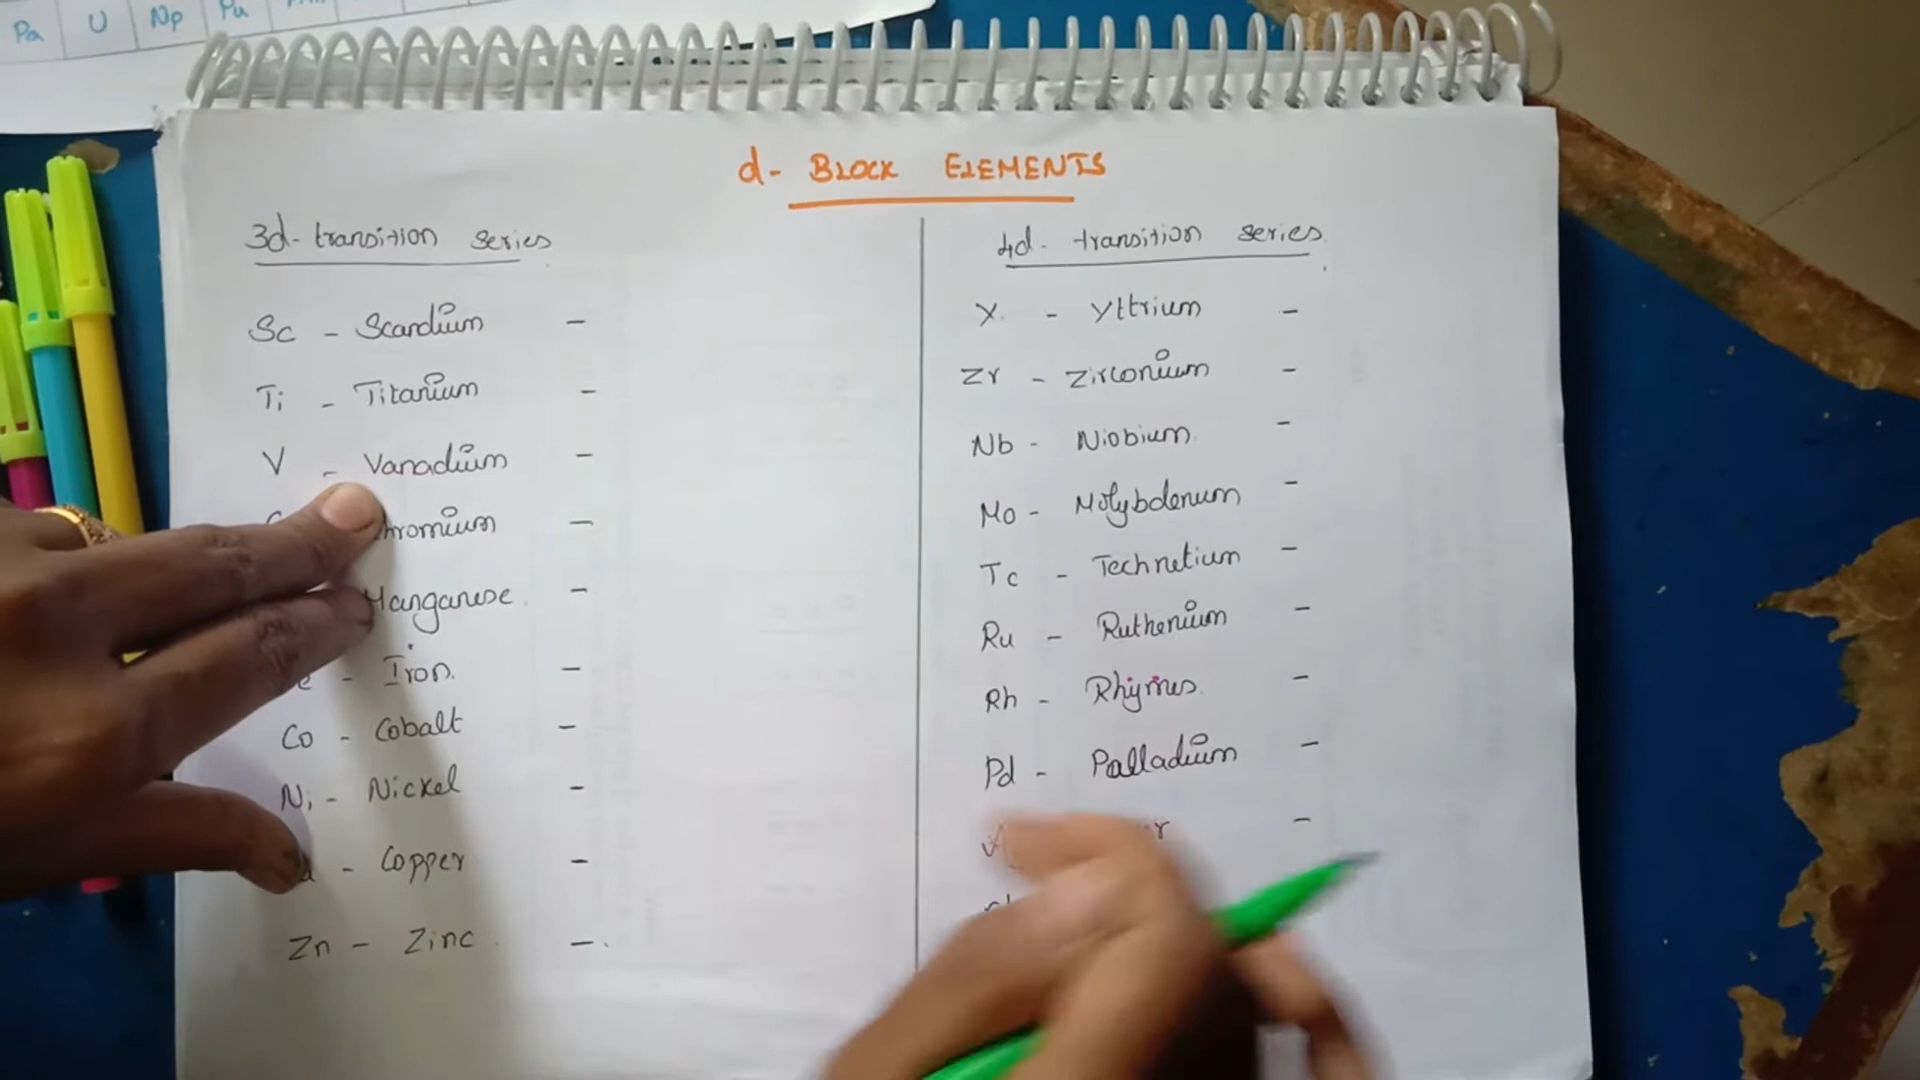 Pa U Np Pu
d- BLOCK ELEMENTS
3d- transition series
Sc - Scandium -
Ti - Titanium -
V - Vanadium -
hromium -
Manganese. -
e - Iron. -
Co - Cobalt -
Ni - Nickel -
- Copper -
Zn - Zinc -.
4d- transition series
Y. - Yttrium -
Zr - Zirconium -
Nb - Niobium. -
Mo - Molybdenum -
Tc - Technetium -
Ru - Ruthenium -
Rh - Rhymes. -
Pd - Palladium -